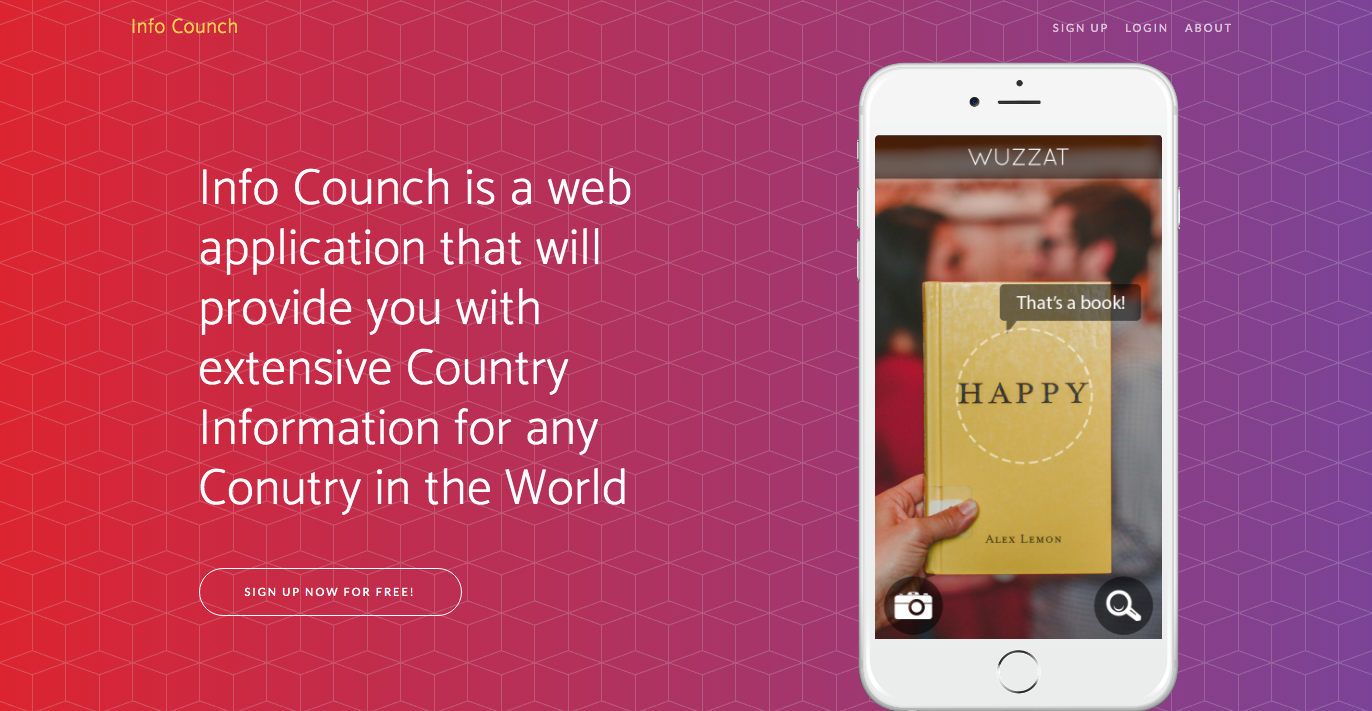 Info Counch
SIGN UP LOGIN ABOUT
Info Counch is a web
application that will
provide you with
extensive Country
Information for any
Conutry in the World
SIGN UP NOW FOR FREE!
WUZZAT
That's a book!
HAPPY
ALEX LEMON